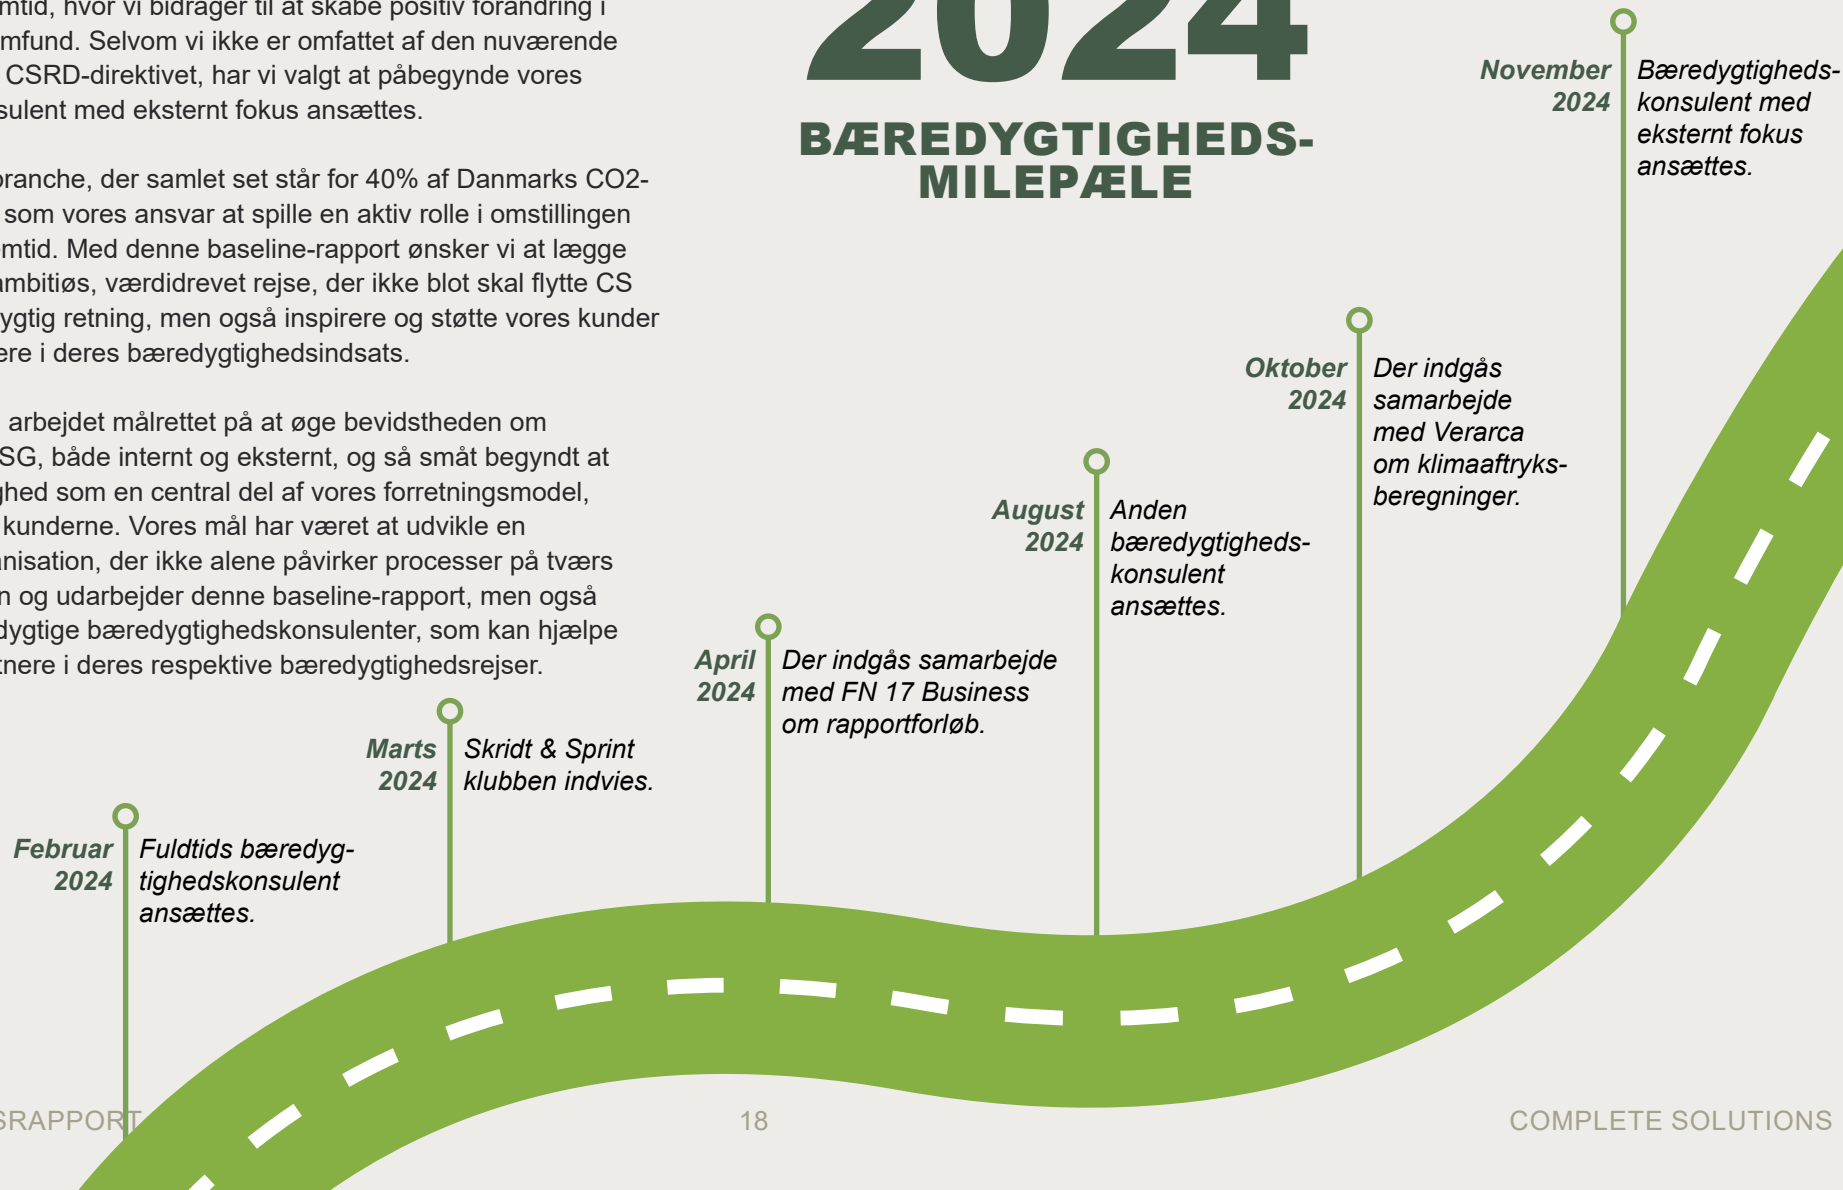 mtid, hvor vi bidrager til at skabe positiv forandring i
mfund. Selvom vi ikke er omfattet af den nuværende
CSRD-direktivet, har vi valgt at påbegynde vores
sulent med eksternt fokus ansættes.
branche, der samlet set står for 40% af Danmarks CO2-
som vores ansvar at spille en aktiv rolle i omstillingen
mtid. Med denne baseline-rapport ønsker vi at lægge
ambitiøs, værdidrevet rejse, der ikke blot skal flytte CS
ygtig retning, men også inspirere og støtte vores kunder
ere i deres bæredygtighedsindsats.
arbejdet målrettet på at øge bevidstheden om
SG, både internt og eksternt, og så småt begyndt at
ghed som en central del af vores forretningsmodel,
kunderne. Vores mål har været at udvikle en
anisation, der ikke alene påvirker processer på tværs
n og udarbejder denne baseline-rapport, men også
dygtige bæredygtighedskonsulenter, som kan hjælpe
tnere i deres respektive bæredygtighedsrejser.
2024
BÆREDYGTIGHEDS-
MILEPÆLE
Februar
2024
Fuldtids bæredyg-
tighedskonsulent
ansættes.
Marts
2024
Skridt & Sprint
klubben indvies.
April
2024
Der indgås samarbejde
med FN 17 Business
om rapportforløb.
August
2024
Anden
bæredygtigheds-
konsulent
ansættes.
Oktober
2024
Der indgås
samarbejde
med Verarca
om klimaaftryks-
beregninger.
November
2024
Bæredygtigheds-
konsulent med
eksternt fokus
ansættes.
SRAPPORT
18
COMPLETE SOLUTIONS